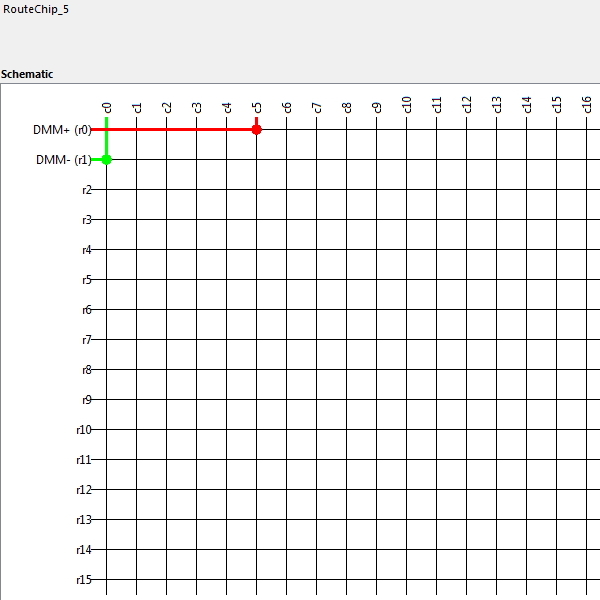 RouteChip_5
Schematic
c0 c1 c2 c3 c4 c5 c6 c7 c8 c9 c10 c11 c12 c13 c14 c15 c16
DMM+ (r0)
DMM- (r1)
r2
r3
r4
r5
r6
r7
r8
r9
r10
r11
r12
r13
r14
r15